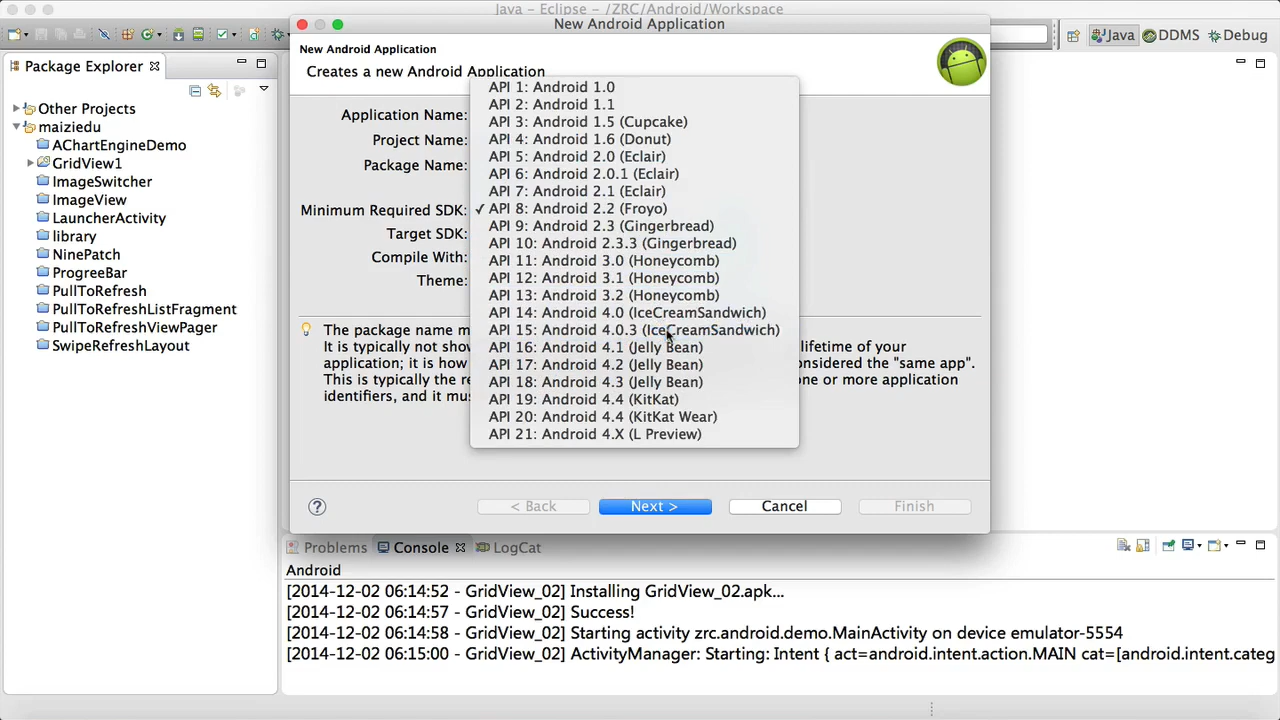 Java - Eclipse - /ZRC/Android/Workspace
New Android Application
Java
DDMS
Debug
Package Explorer
Other Projects
maiziedu
AChartEngineDemo
GridView1
ImageSwitcher
ImageView
LauncherActivity
library
NinePatch
ProgreeBar
PullToRefresh
PullToRefreshListFragment
PullToRefreshViewPager
SwipeRefreshLayout
New Android Application
Creates a new Android Application
Application Name:
Project Name:
Package Name:
Minimum Required SDK:
Target SDK:
Compile With:
Theme:
API 1: Android 1.0
API 2: Android 1.1
API 3: Android 1.5 (Cupcake)
API 4: Android 1.6 (Donut)
API 5: Android 2.0 (Eclair)
API 6: Android 2.0.1 (Eclair)
API 7: Android 2.1 (Eclair)
✓ API 8: Android 2.2 (Froyo)
API 9: Android 2.3 (Gingerbread)
API 10: Android 2.3.3 (Gingerbread)
API 11: Android 3.0 (Honeycomb)
API 12: Android 3.1 (Honeycomb)
API 13: Android 3.2 (Honeycomb)
API 14: Android 4.0 (IceCreamSandwich)
API 15: Android 4.0.3 (IceCreamSandwich)
API 16: Android 4.1 (Jelly Bean)
API 17: Android 4.2 (Jelly Bean)
API 18: Android 4.3 (Jelly Bean)
API 19: Android 4.4 (KitKat)
API 20: Android 4.4 (KitKat Wear)
API 21: Android 4.X (L Preview)
The package name m
It is typically not sho lifetime of your
application; it is how onsidered the "same app".
This is typically the re one or more application
identifiers, and it mus
?
< Back
Next >
Cancel
Finish
Problems
Console
LogCat
Android
[2014-12-02 06:14:52 - GridView_02] Installing GridView_02.apk...
[2014-12-02 06:14:57 - GridView_02] Success!
[2014-12-02 06:14:58 - GridView_02] Starting activity zrc.android.demo.MainActivity on device emulator-5554
[2014-12-02 06:15:00 - GridView_02] ActivityManager: Starting: Intent { act=android.intent.action.MAIN cat=[android.intent.categ